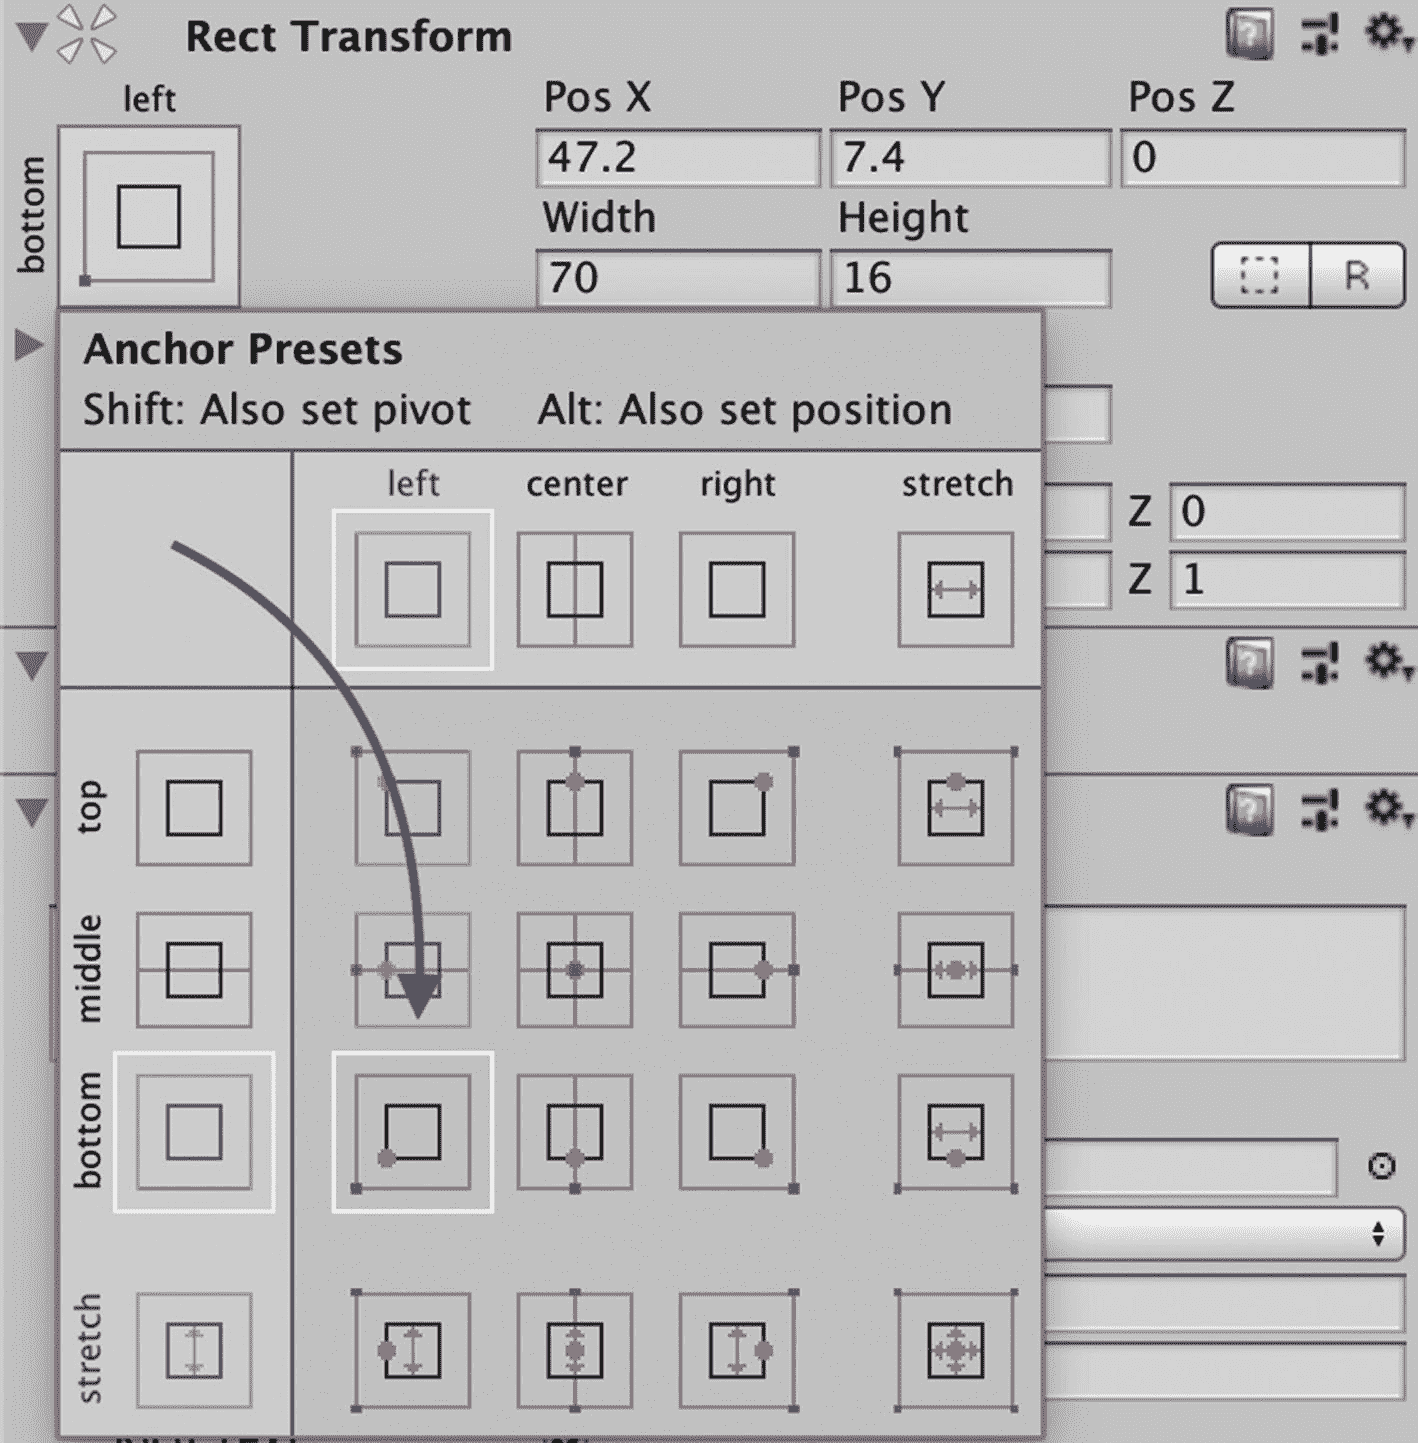 Rect Transform
left
Pos X Pos Y Pos Z
bottom
47.2 7.4 0
Width Height
70 16
R
Anchor Presets
Shift: Also set pivot Alt: Also set position
left center right stretch
Z 0
Z 1
top
middle
bottom
stretch